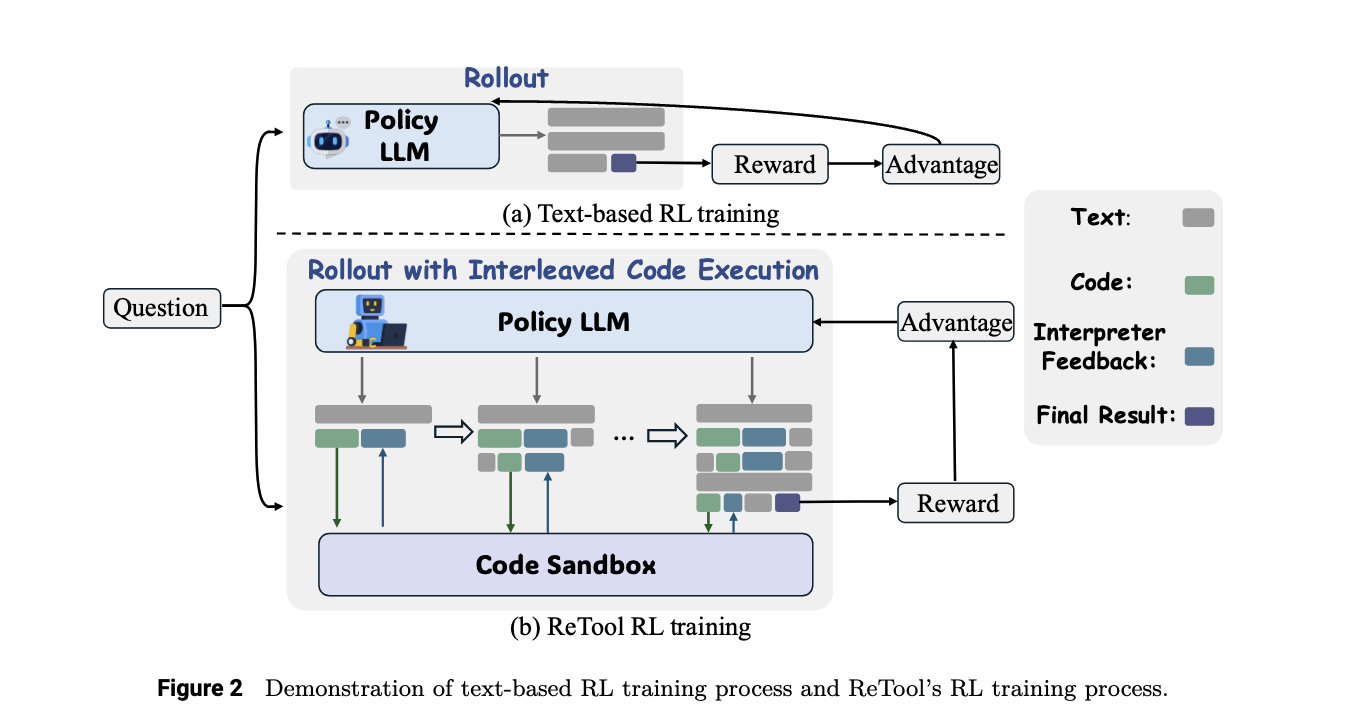 Rollout
Policy
LLM
Reward
Advantage
(a) Text-based RL training
Question
Rollout with Interleaved Code Execution
Policy LLM
...
Code Sandbox
Advantage
Reward
(b) ReTool RL training
Text:
Code:
Interpreter
Feedback:
Final Result:
Figure 2 Demonstration of text-based RL training process and ReTool's RL training process.